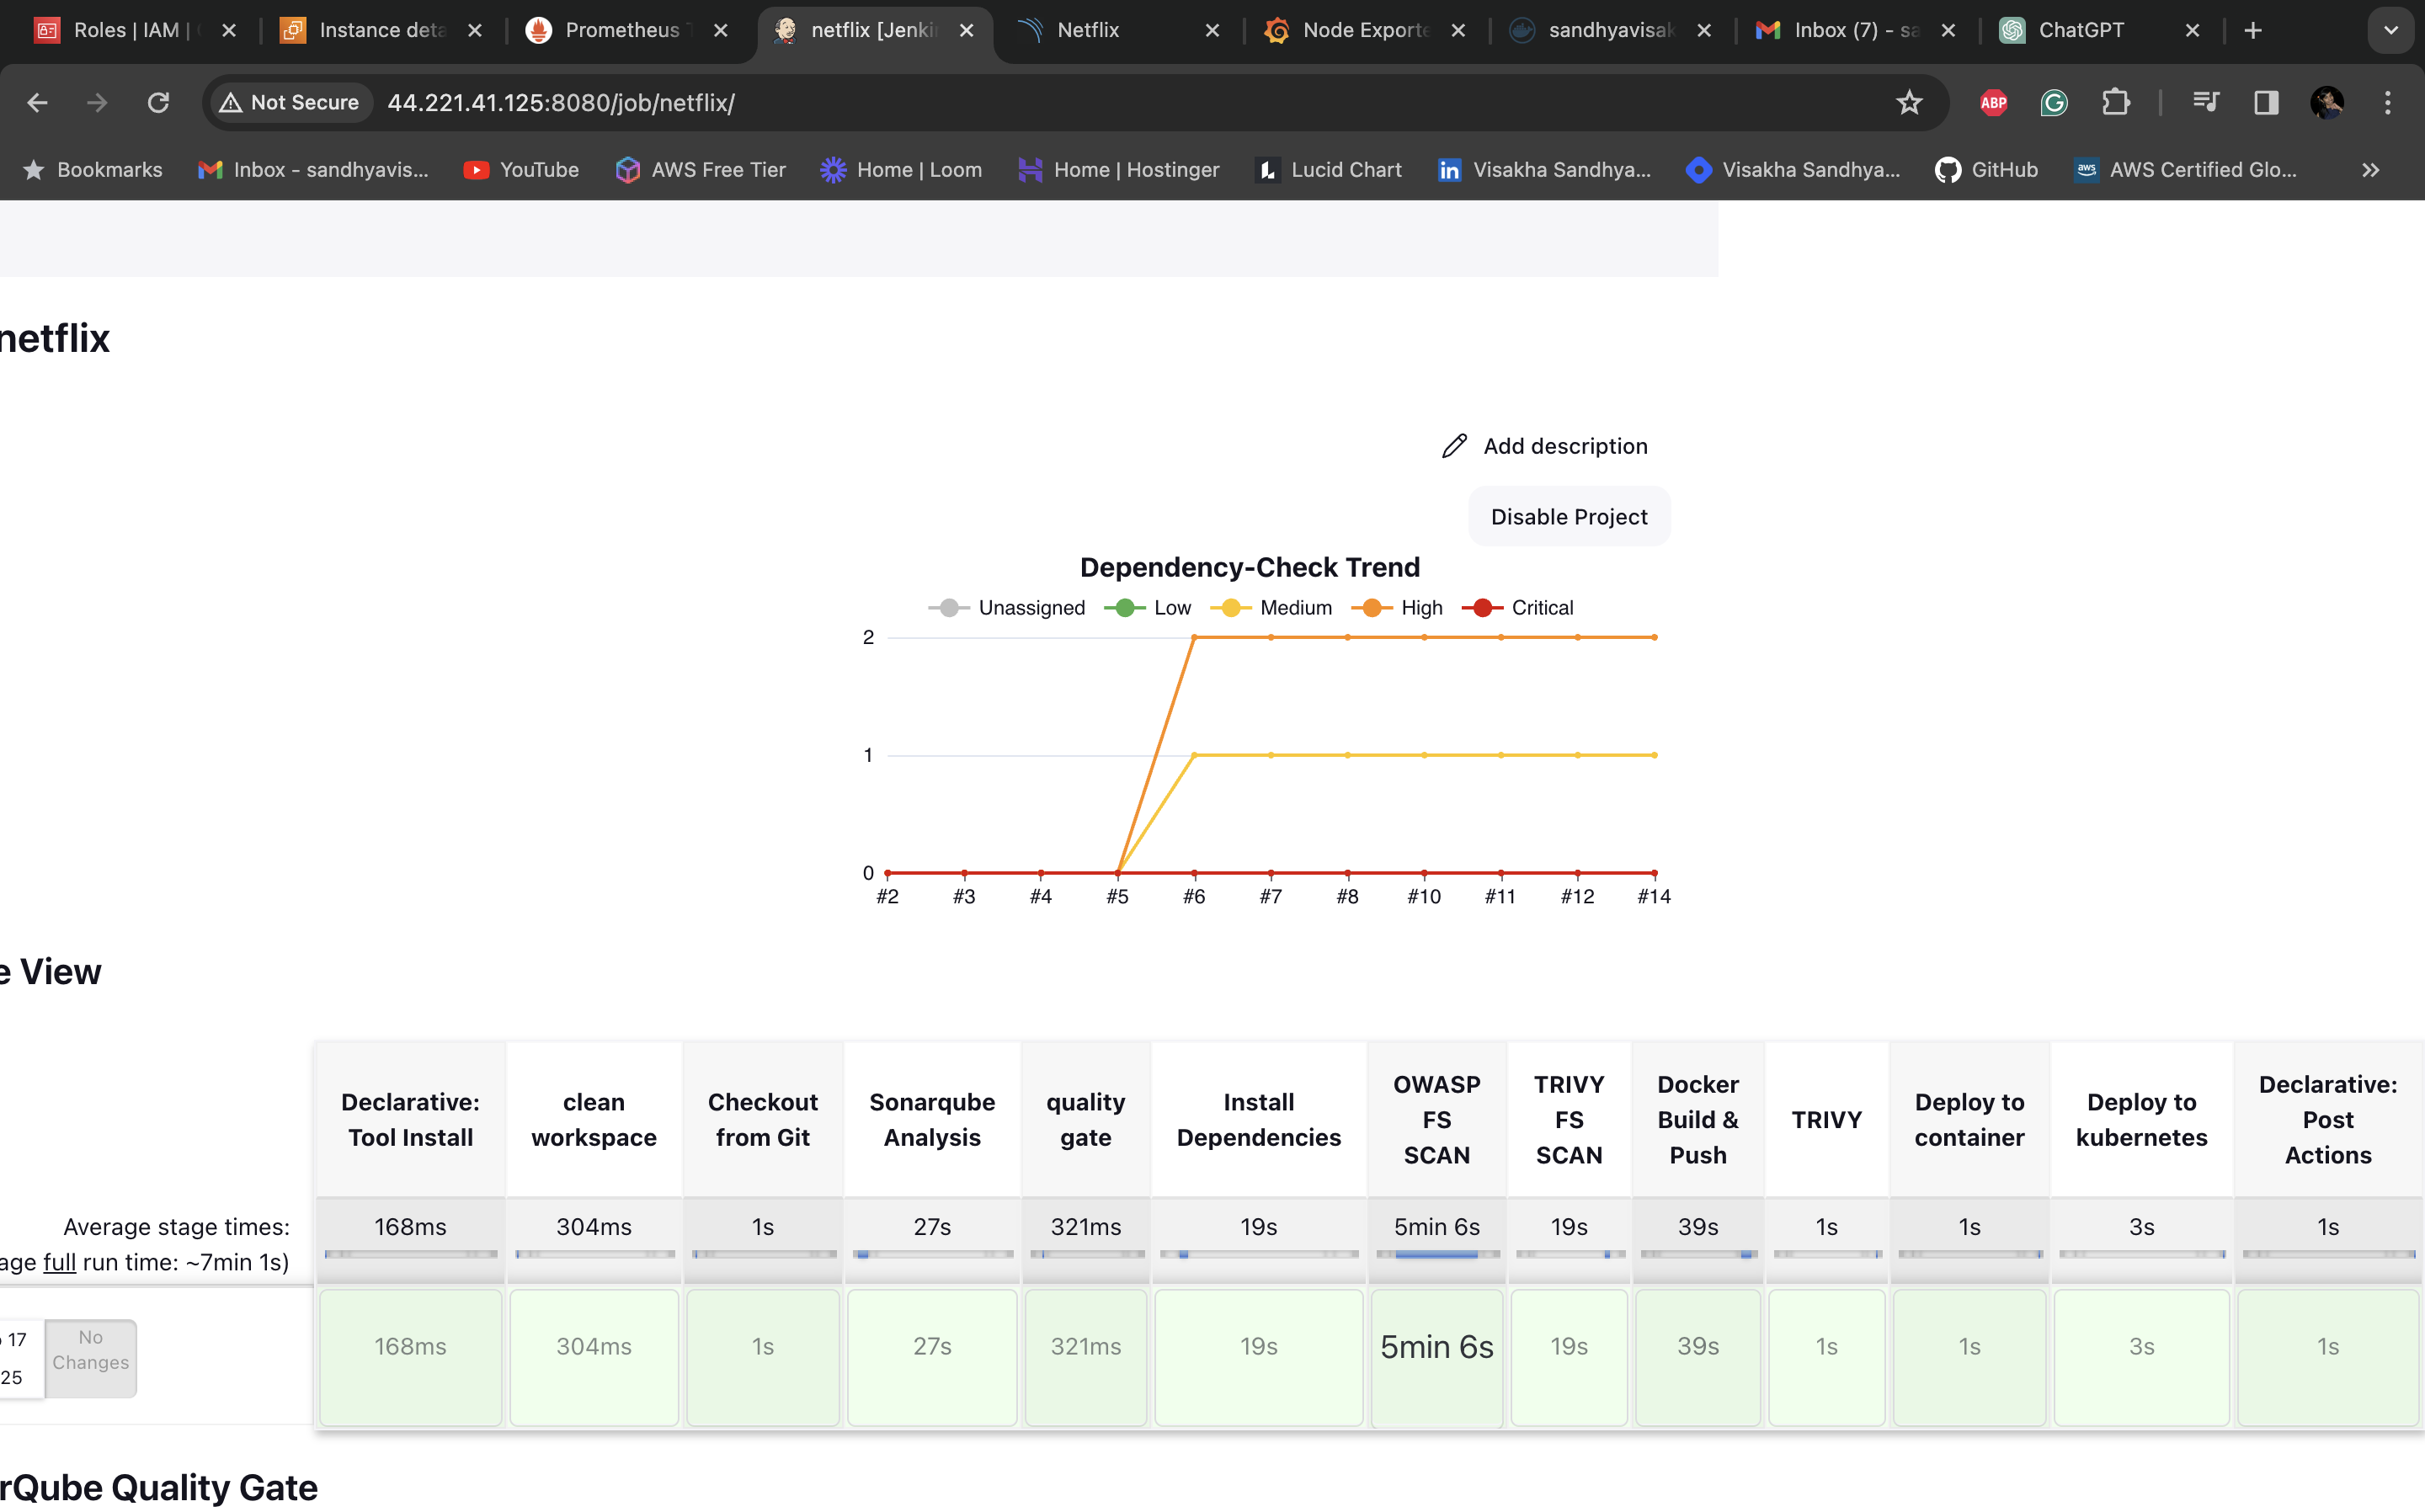 Roles | IAM |
Instance deta
Prometheus T
netflix [Jenki
Netflix
Node Exporte
sandhyavisak
Inbox (7) - sa
ChatGPT
Not Secure
44.221.41.125:8080/job/netflix/
ABP
Bookmarks
Inbox - sandhyavis...
YouTube
AWS Free Tier
Home | Loom
Home | Hostinger
Lucid Chart
Visakha Sandhya...
Visakha Sandhya...
GitHub
AWS Certified Glo...
netflix
Add description
Disable Project
Dependency-Check Trend
Unassigned Low Medium High Critical
2
1
0
#2 #3 #4 #5 #6 #7 #8 #10 #11 #12 #14
e View
Declarative: Tool Install
clean workspace
Checkout from Git
Sonarqube Analysis
quality gate
Install Dependencies
OWASP FS SCAN
TRIVY FS SCAN
Docker Build & Push
TRIVY
Deploy to container
Deploy to kubernetes
Declarative: Post Actions
Average stage times:
age full run time: ~7min 1s)
168ms 304ms 1s 27s 321ms 19s 5min 6s 19s 39s 1s 1s 3s 1s
17
25
No Changes
168ms 304ms 1s 27s 321ms 19s 5min 6s 19s 39s 1s 1s 3s 1s
rQube Quality Gate